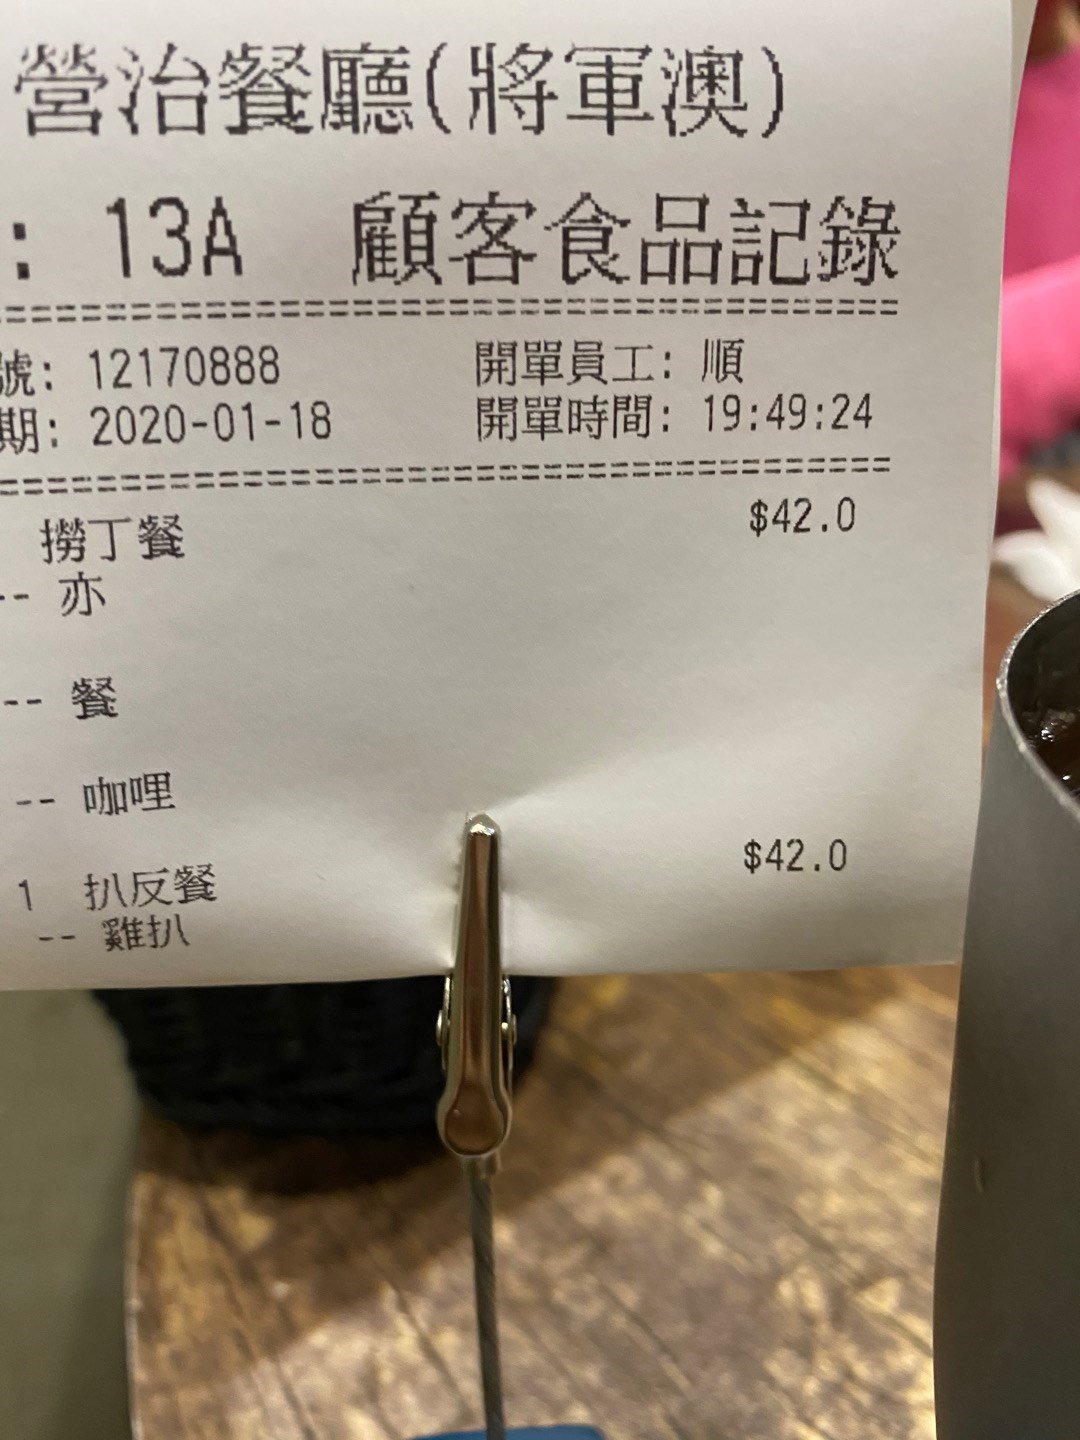 營治餐廳(將軍澳)
: 13A 顧客食品記錄
號: 12170888 開單員工: 順
期: 2020-01-18 開單時間: 19:49:24
撈丁餐 $42.0
-- 亦
-- 餐
-- 咖哩
1 扒反餐 $42.0
-- 雞扒